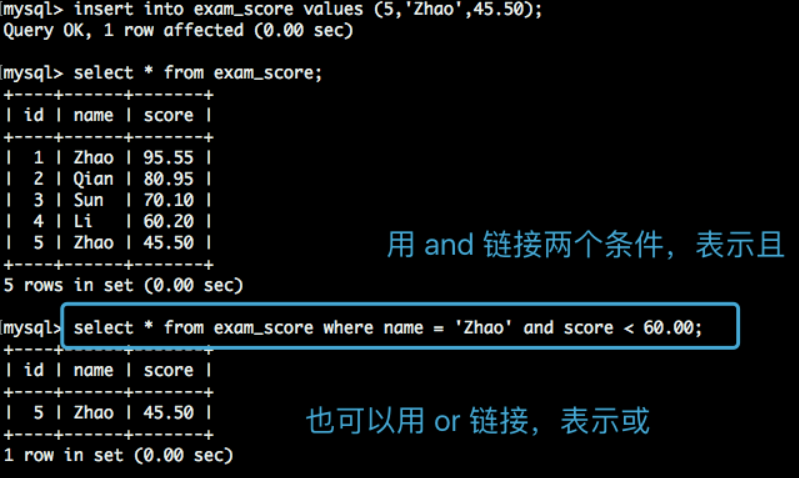 mysql> insert into exam_score values (5,'Zhao',45.50);
Query OK, 1 row affected (0.00 sec)
mysql> select * from exam_score;
+----+------+-------+
| id | name | score |
+----+------+-------+
|  1 | Zhao | 95.55 |
|  2 | Qian | 80.95 |
|  3 | Sun  | 70.10 |
|  4 | Li   | 60.20 |
|  5 | Zhao | 45.50 |
+----+------+-------+
用 and 链接两个条件，表示且
5 rows in set (0.00 sec)
mysql> select * from exam_score where name = 'Zhao' and score < 60.00;
+----+------+-------+
| id | name | score |
+----+------+-------+
|  5 | Zhao | 45.50 |
也可以用 or 链接，表示或
+----+------+-------+
1 row in set (0.00 sec)